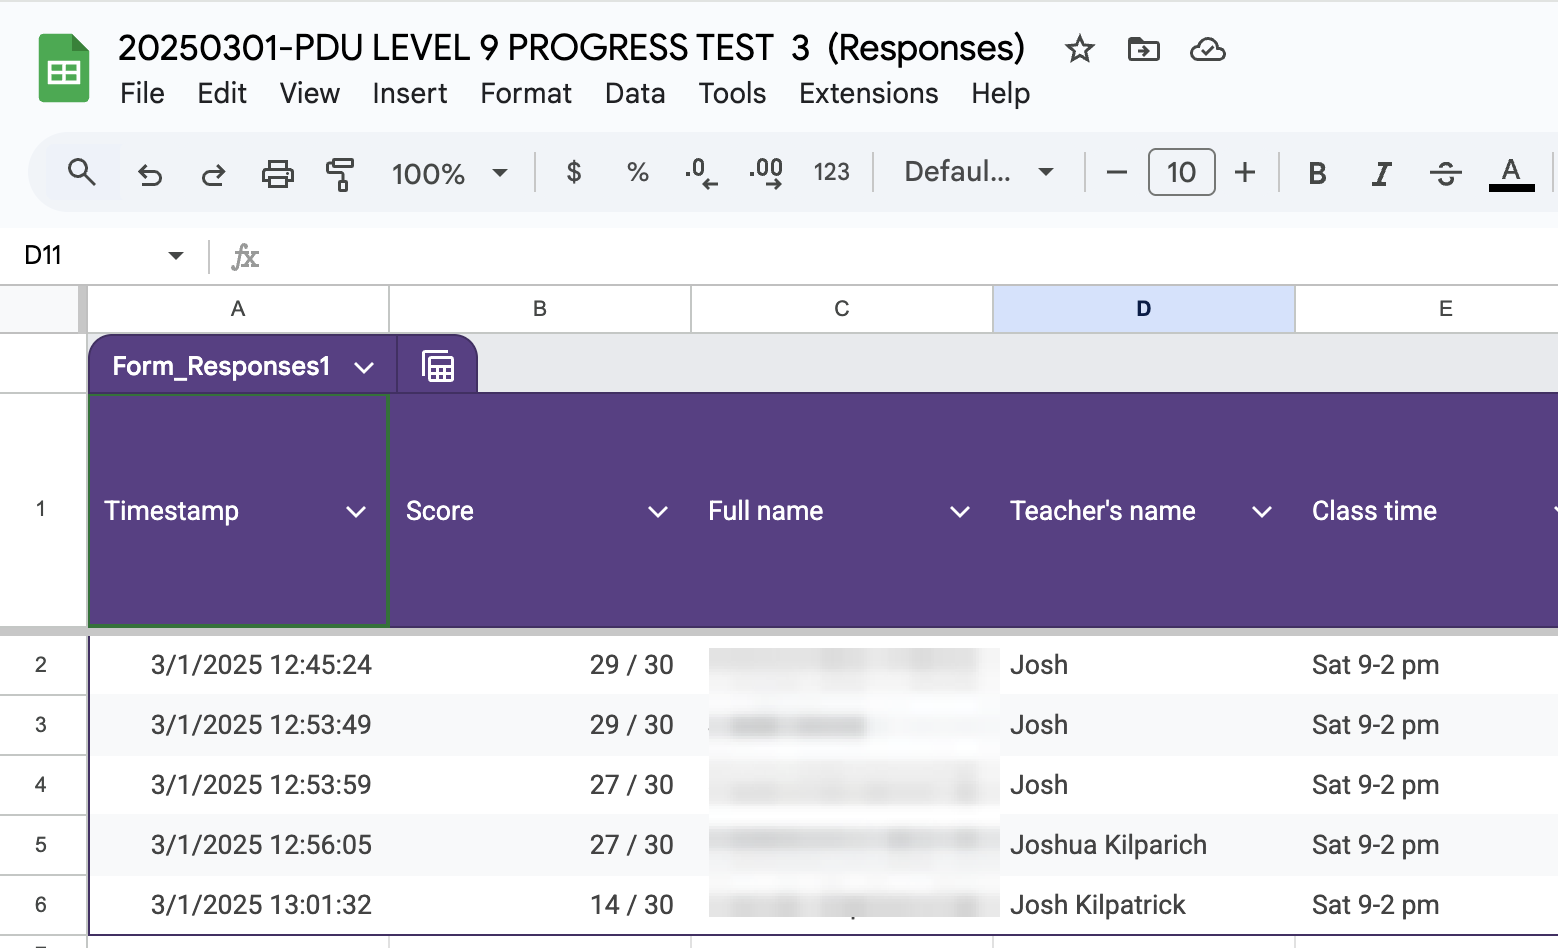 20250301-PDU LEVEL 9 PROGRESS TEST 3 (Responses)
File Edit View Insert Format Data Tools Extensions Help
100% $ % .0 .00 123 Defaul... 10 B I S A
D11 fx
A B C D E
Form_Responses1
1 Timestamp Score Full name Teacher's name Class time
2 3/1/2025 12:45:24 29 / 30 Josh Sat 9-2 pm
3 3/1/2025 12:53:49 29 / 30 Josh Sat 9-2 pm
4 3/1/2025 12:53:59 27 / 30 Josh Sat 9-2 pm
5 3/1/2025 12:56:05 27 / 30 Joshua Kilparich Sat 9-2 pm
6 3/1/2025 13:01:32 14 / 30 Josh Kilpatrick Sat 9-2 pm